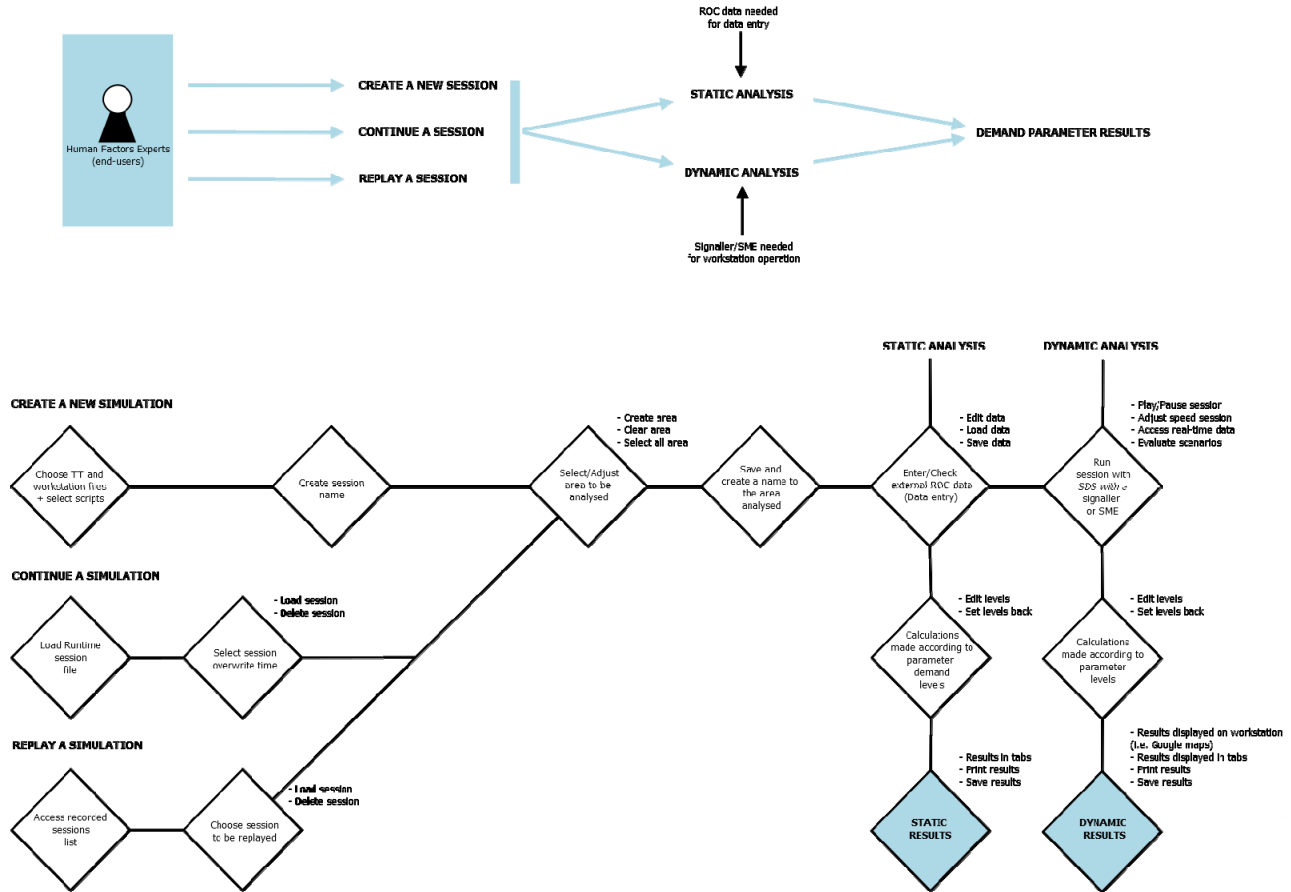 ROC data needed
for data entry
CREATE A NEW SESSION
STATIC ANALYSIS
CONTINUE A SESSION
DEMAND PARAMETER RESULTS
Human Factors Experts
(end-users)
REPLAY A SESSION
DYNAMIC ANALYSIS
Signaller/SME needed
for workstation operation
STATIC ANALYSIS
DYNAMIC ANALYSIS
CREATE A NEW SIMULATION
Choose TT and
workstation files
+ select scripts
Create session
name
- Create area
- Clear area
- Select all area
Select/Adjust
area to be
analysed
Save and
create a name to
the area
analysed
- Edit data
- Load data
- Save data
Enter/Check
external ROC data
(Data entry)
- Play/Pause session
- Adjust speed session
- Access real-time data
- Evaluate scenarios
Run
session with
SDS with a
signaller
or SME
CONTINUE A SIMULATION
Load Runtime
session
file
- Load session
- Delete session
Select session
overwrite time
- Edit levels
- Set levels back
Calculations
made according to
parameter
demand
levels
- Edit levels
- Set levels back
Calculations
made according to
parameter
levels
REPLAY A SIMULATION
Access recorded
sessions
list
- Load session
- Delete session
Choose session
to be replayed
- Results in tabs
- Print results
- Save results
STATIC
RESULTS
- Results displayed on workstation
(i.e. Google maps)
- Results displayed in tabs
- Print results
- Save results
DYNAMIC
RESULTS